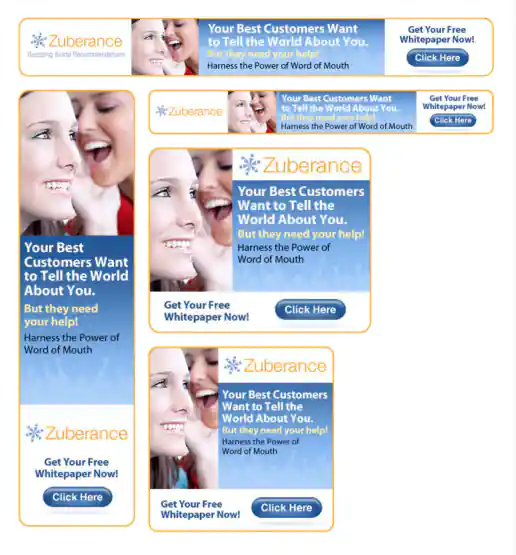 Zuberance
Your Best Customers Want
to Tell the World About You.
But they need your help!
Harness the Power of Word of Mouth
Get Your Free
Whitepaper Now!
Click Here
Your Best
Customers Want
to Tell the World
About You.
But they need
your help!
Harness the Power of
Word of Mouth
Zuberance
Get Your Free
Whitepaper Now!
Click Here
Zuberance
Your Best Customers Want
to Tell the World About You.
But they need your help!
Harness the Power of Word of Mouth
Get Your Free
Whitepaper Now!
Click Here
Zuberance
Your Best Customers
Want to Tell the
World About You.
But they need your help!
Harness the Power of
Word of Mouth
Get Your Free
Whitepaper Now!
Click Here
Zuberance
Your Best Customers
Want to Tell the
World About You.
But they need your help!
Harness the Power of
Word of Mouth
Get Your Free
Whitepaper Now!
Click Here